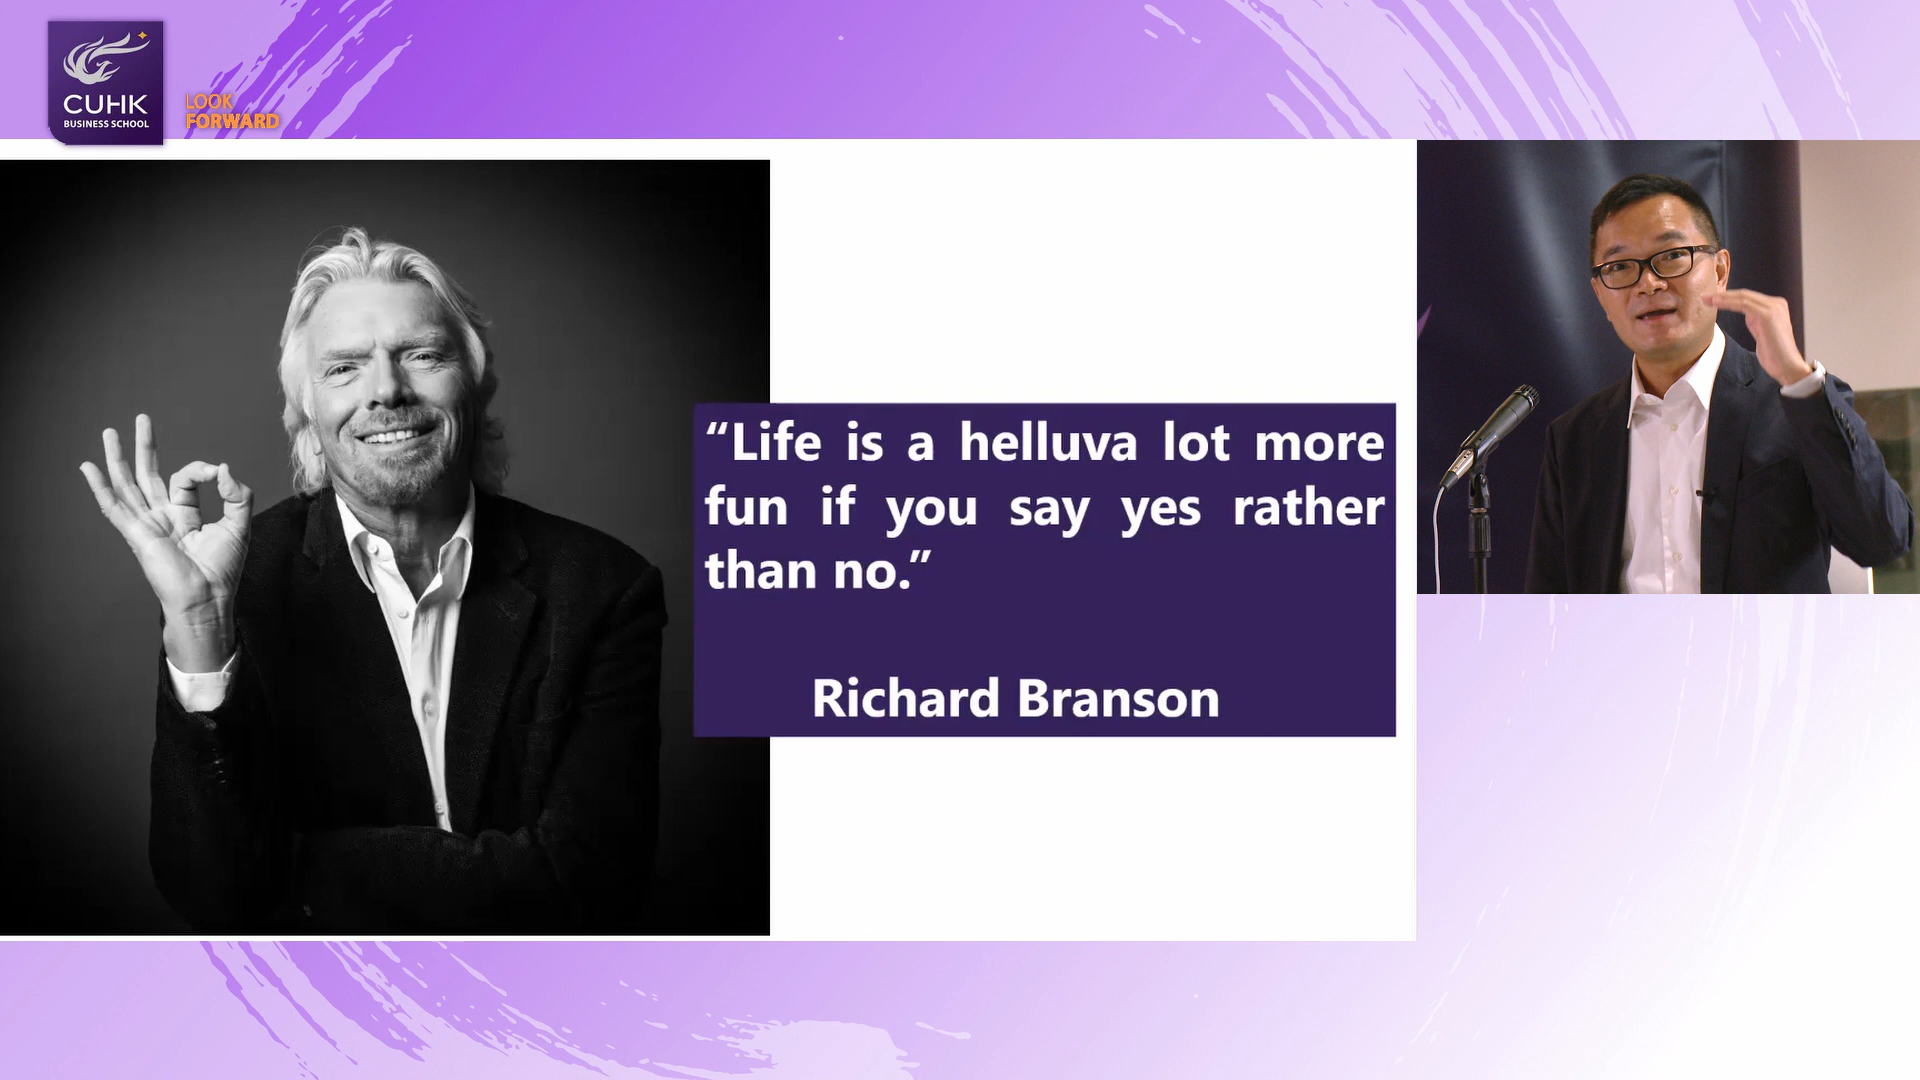 CUHK
BUSINESS SCHOOL
LOOK
FORWARD
“Life is a helluva lot more
fun if you say yes rather
than no.”
Richard Branson